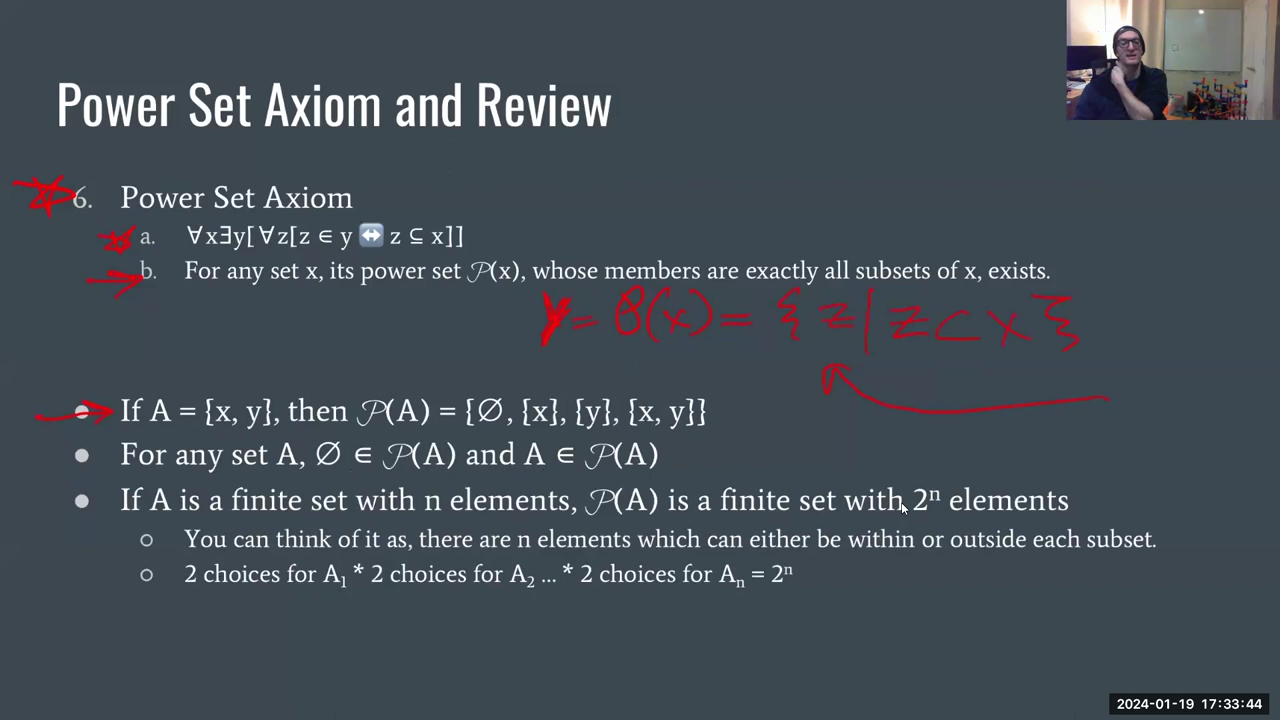 Power Set Axiom and Review
6. Power Set Axiom
a. ∀x∃y[∀z[z ∈ y ↔ z ⊆ x]]
b. For any set x, its power set 𝒫(x), whose members are exactly all subsets of x, exists.
y = P(x) = {z | z ⊂ x}
● If A = {x, y}, then 𝒫(A) = {∅, {x}, {y}, {x, y}}
● For any set A, ∅ ∈ 𝒫(A) and A ∈ 𝒫(A)
● If A is a finite set with n elements, 𝒫(A) is a finite set with 2ⁿ elements
○ You can think of it as, there are n elements which can either be within or outside each subset.
○ 2 choices for A₁ * 2 choices for A₂ ... * 2 choices for Aₙ = 2ⁿ
2024-01-19 17:33:44